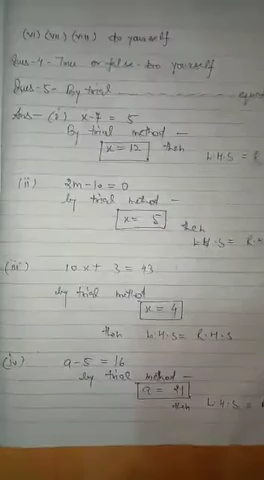 (vi) (vii) (viii) do yourself
Ques-4- True or false - Do yourself
Ques-5- By trial equa
Ans- (i) x-7 = 5
By trial method -
x = 12 then
L.H.S = R
(ii) 2m-10 = 0
by trial method -
x = 5 then
L.H.S = R.H
(iii) 10x + 3 = 43
by trial method
x = 4
then L.H.S = R.H.S
(iv) a-5 = 16
by trial method -
a = 21
then L.H.S =